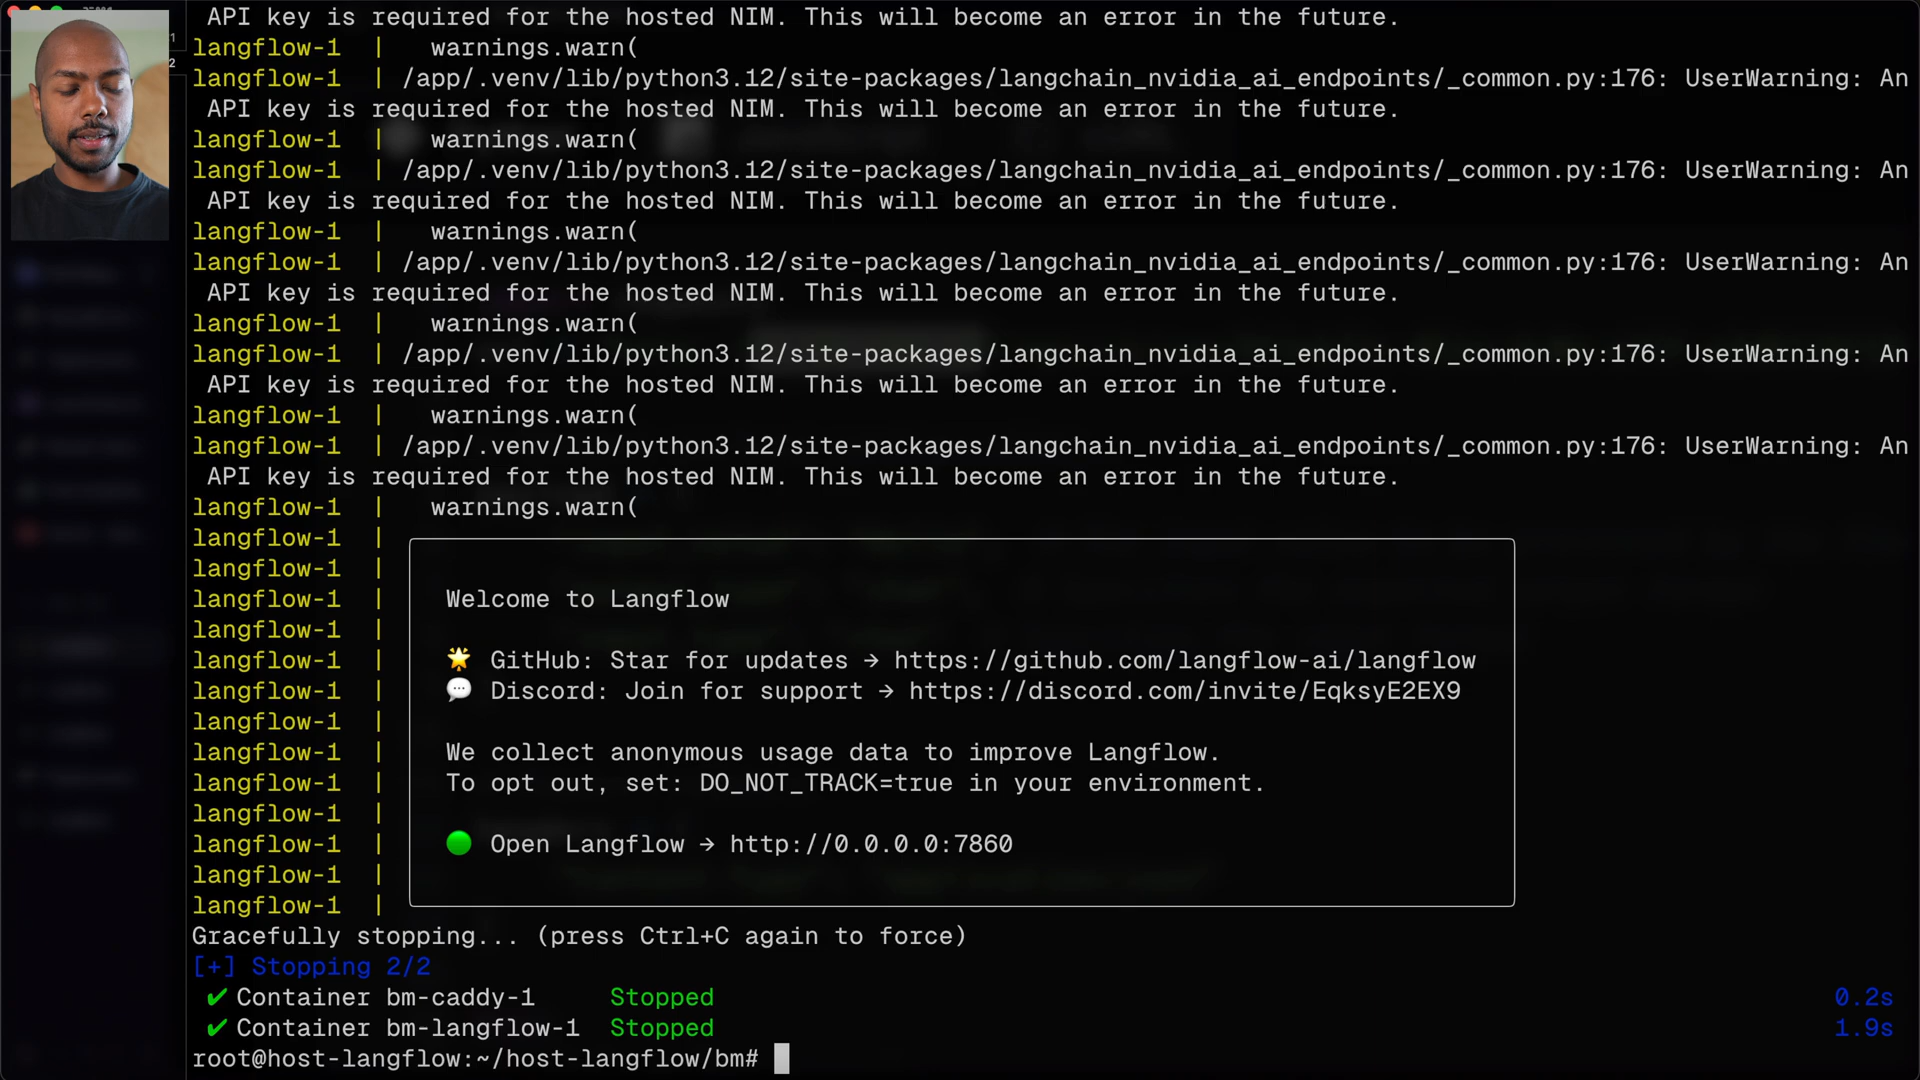 API key is required for the hosted NIM. This will become an error in the future.
langflow-1 | warnings.warn(
langflow-1 | /app/.venv/lib/python3.12/site-packages/langchain_nvidia_ai_endpoints/_common.py:176: UserWarning: An
API key is required for the hosted NIM. This will become an error in the future.
langflow-1 | warnings.warn(
langflow-1 | /app/.venv/lib/python3.12/site-packages/langchain_nvidia_ai_endpoints/_common.py:176: UserWarning: An
API key is required for the hosted NIM. This will become an error in the future.
langflow-1 | warnings.warn(
langflow-1 | /app/.venv/lib/python3.12/site-packages/langchain_nvidia_ai_endpoints/_common.py:176: UserWarning: An
API key is required for the hosted NIM. This will become an error in the future.
langflow-1 | warnings.warn(
langflow-1 | /app/.venv/lib/python3.12/site-packages/langchain_nvidia_ai_endpoints/_common.py:176: UserWarning: An
API key is required for the hosted NIM. This will become an error in the future.
langflow-1 | warnings.warn(
langflow-1 | /app/.venv/lib/python3.12/site-packages/langchain_nvidia_ai_endpoints/_common.py:176: UserWarning: An
API key is required for the hosted NIM. This will become an error in the future.
langflow-1 | warnings.warn(
langflow-1 |
langflow-1 |
langflow-1 | Welcome to Langflow
langflow-1 |
langflow-1 | 🌟 GitHub: Star for updates → https://github.com/langflow-ai/langflow
langflow-1 | 💬 Discord: Join for support → https://discord.com/invite/EqksyE2EX9
langflow-1 |
langflow-1 | We collect anonymous usage data to improve Langflow.
langflow-1 | To opt out, set: DO_NOT_TRACK=true in your environment.
langflow-1 |
langflow-1 | 🟢 Open Langflow → http://0.0.0.0:7860
langflow-1 |
langflow-1 |
Gracefully stopping... (press Ctrl+C again to force)
[+] Stopping 2/2
✔ Container bm-caddy-1 Stopped 0.2s
✔ Container bm-langflow-1 Stopped 1.9s
root@host-langflow:~/host-langflow/bm#